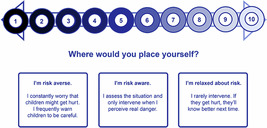 1 2 3 4 5 6 7 8 9 10
Where would you place yourself?
I'm risk averse.
I constantly worry that
children might get hurt.
I frequently warn
children to be careful.
I'm risk aware.
I assess the situation and
only intervene when I
perceive real danger.
I'm relaxed about risk.
I rarely intervene. If
they get hurt, they'll
know better next time.